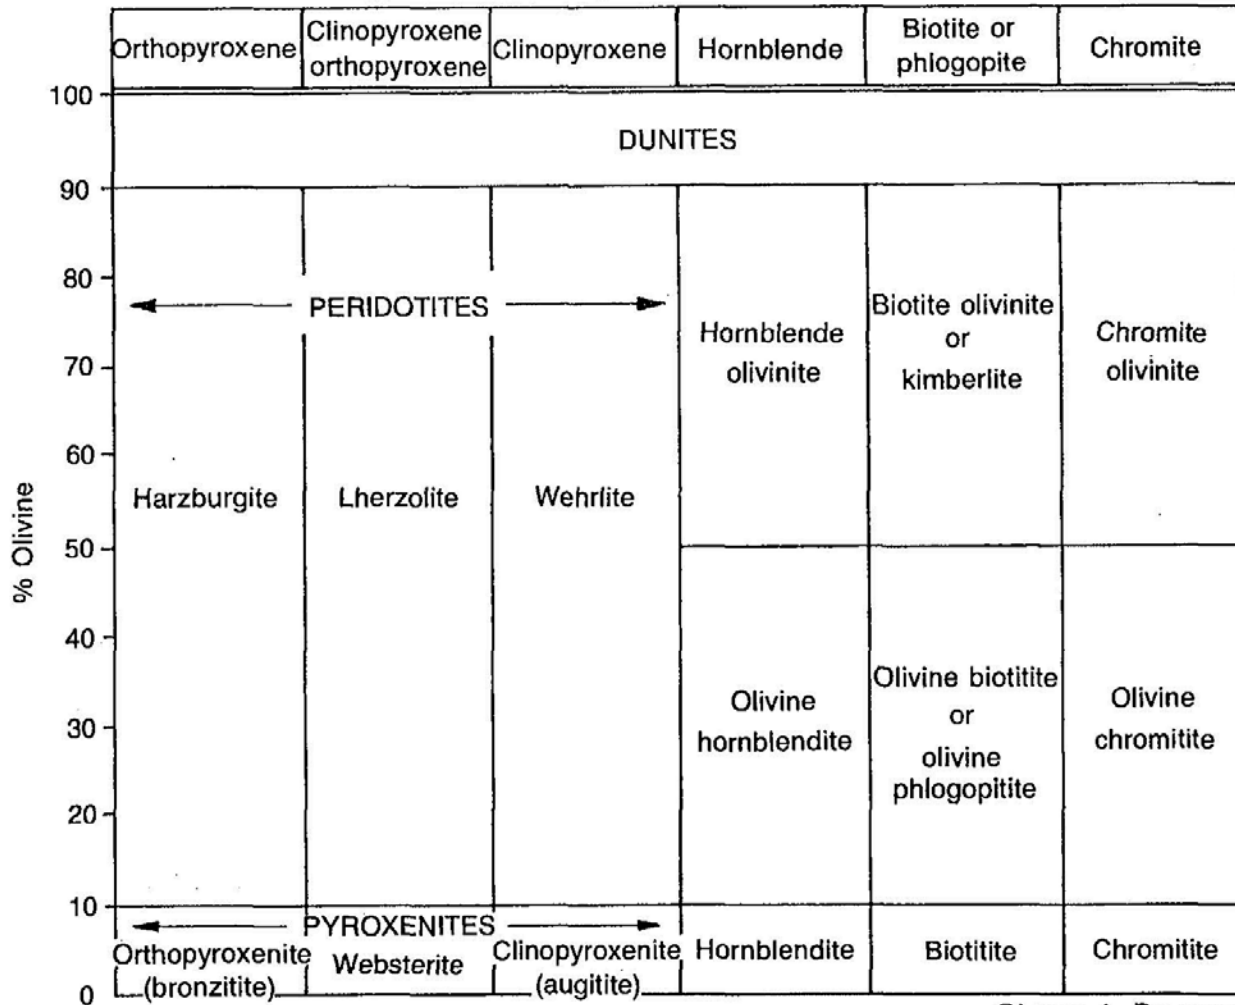 Orthopyroxene
Clinopyroxene
orthopyroxene
Clinopyroxene
Hornblende
Biotite or
phlogopite
Chromite
% Olivine
100
90
80
70
60
50
40
30
20
10
0
DUNITES
PERIDOTITES
Harzburgite
Lherzolite
Wehrlite
Hornblende
olivinite
Biotite olivinite
or
kimberlite
Chromite
olivinite
Olivine
hornblendite
Olivine biotitite
or
olivine
phlogopitite
Olivine
chromitite
PYROXENITES
Orthopyroxenite
(bronzitite)
Websterite
Clinopyroxenite
(augitite)
Hornblendite
Biotitite
Chromitite